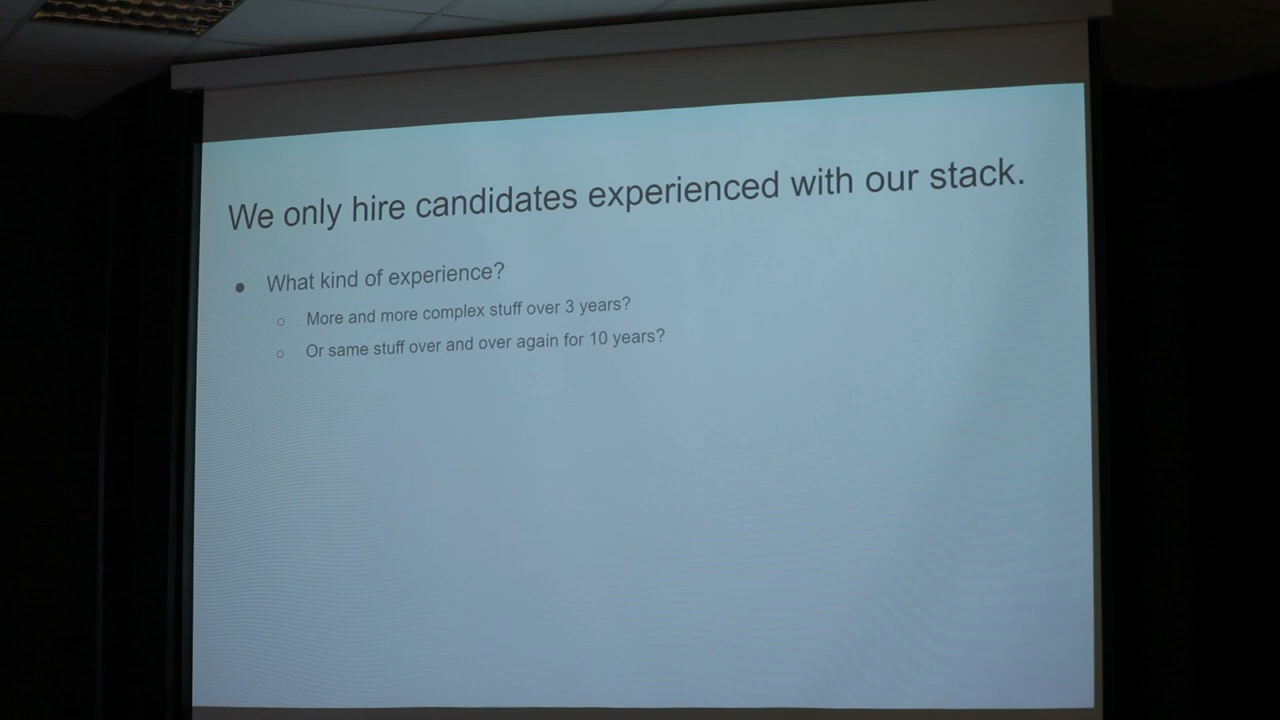 We only hire candidates experienced with our stack.
● What kind of experience?
○ More and more complex stuff over 3 years?
○ Or same stuff over and over again for 10 years?